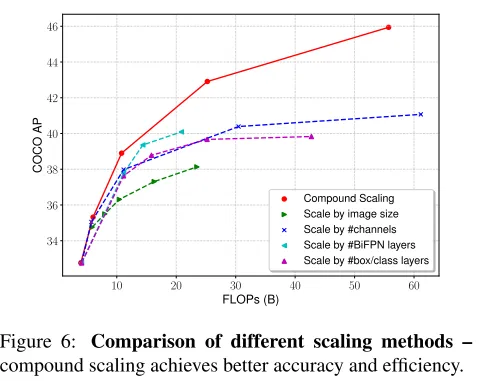 46
44
42
40
38
36
34
COCO AP
10 20 30 40 50 60
FLOPs (B)
Compound Scaling
Scale by image size
Scale by #channels
Scale by #BiFPN layers
Scale by #box/class layers
Figure 6: Comparison of different scaling methods –
compound scaling achieves better accuracy and efficiency.